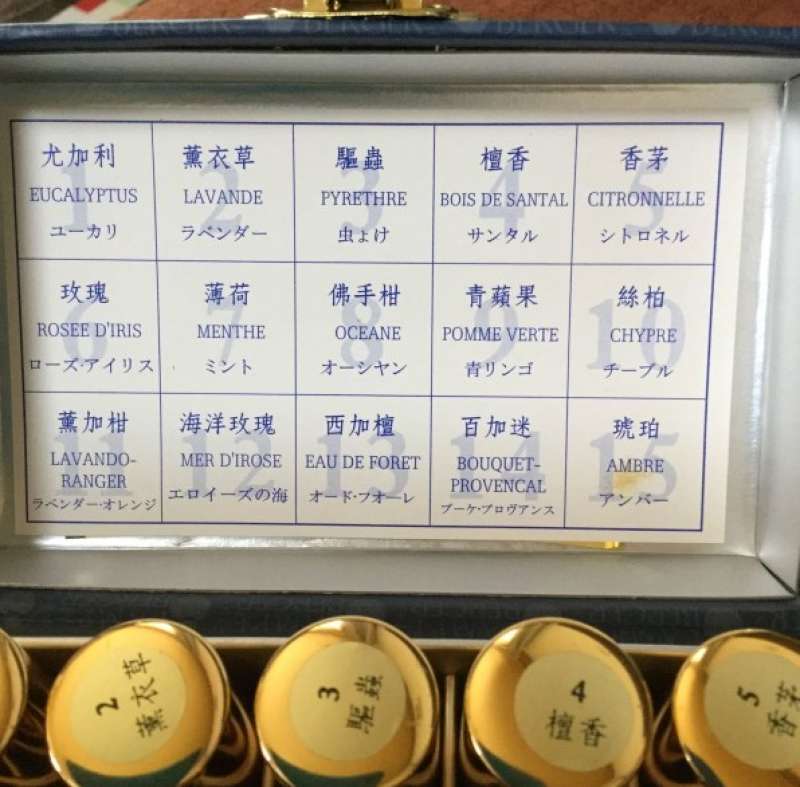 尤加利
EUCALYPTUS
ユーカリ
1
薰衣草
LAVANDE
ラベンダー
2
驅蟲
PYRETHRE
虫ょけ
3
檀香
BOIS DE SANTAL
サンタル
4
香茅
CITRONNELLE
シトロネル
5
玫瑰
ROSEE D'IRIS
ローズ·アイリス
6
薄荷
MENTHE
ミント
7
佛手柑
OCEANE
オーシヤン
8
青蘋果
POMME VERTE
青リンゴ
9
絲柏
CHYPRE
チープル
10
薰加柑
LAVANDO-
RANGER
ラベンダー·オレンジ
11
海洋玫瑰
MER D'IROSE
エロイーズの海
12
西加檀
EAU DE FORET
オード·フオーレ
13
百加迷
BOUQUET-
PROVENCAL
ブーケ·プロヴアンス
14
琥珀
AMBRE
アンバー
15
2
薰衣草
3
驅蟲
4
檀香
5
香茅